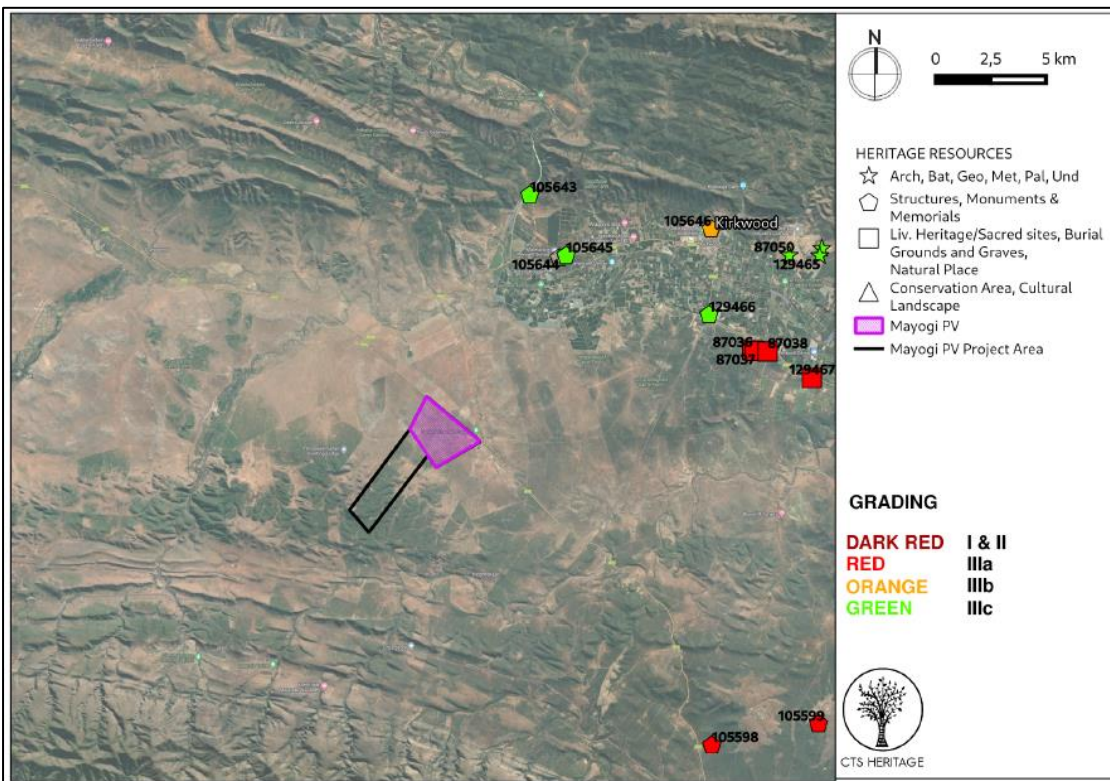 105643
105646
Kirkwood
105645
105644
87050
129465
129466
87036
87038
87037
129467
105599
105598
N
0 2,5 5 km
HERITAGE RESOURCES
Arch, Bat, Geo, Met, Pal, Und
Structures, Monuments &
Memorials
Liv. Heritage/Sacred sites, Burial
Grounds and Graves,
Natural Place
Conservation Area, Cultural
Landscape
Mayogi PV
Mayogi PV Project Area
GRADING
DARK RED I & II
RED IIIa
ORANGE IIIb
GREEN IIIc
CTS HERITAGE